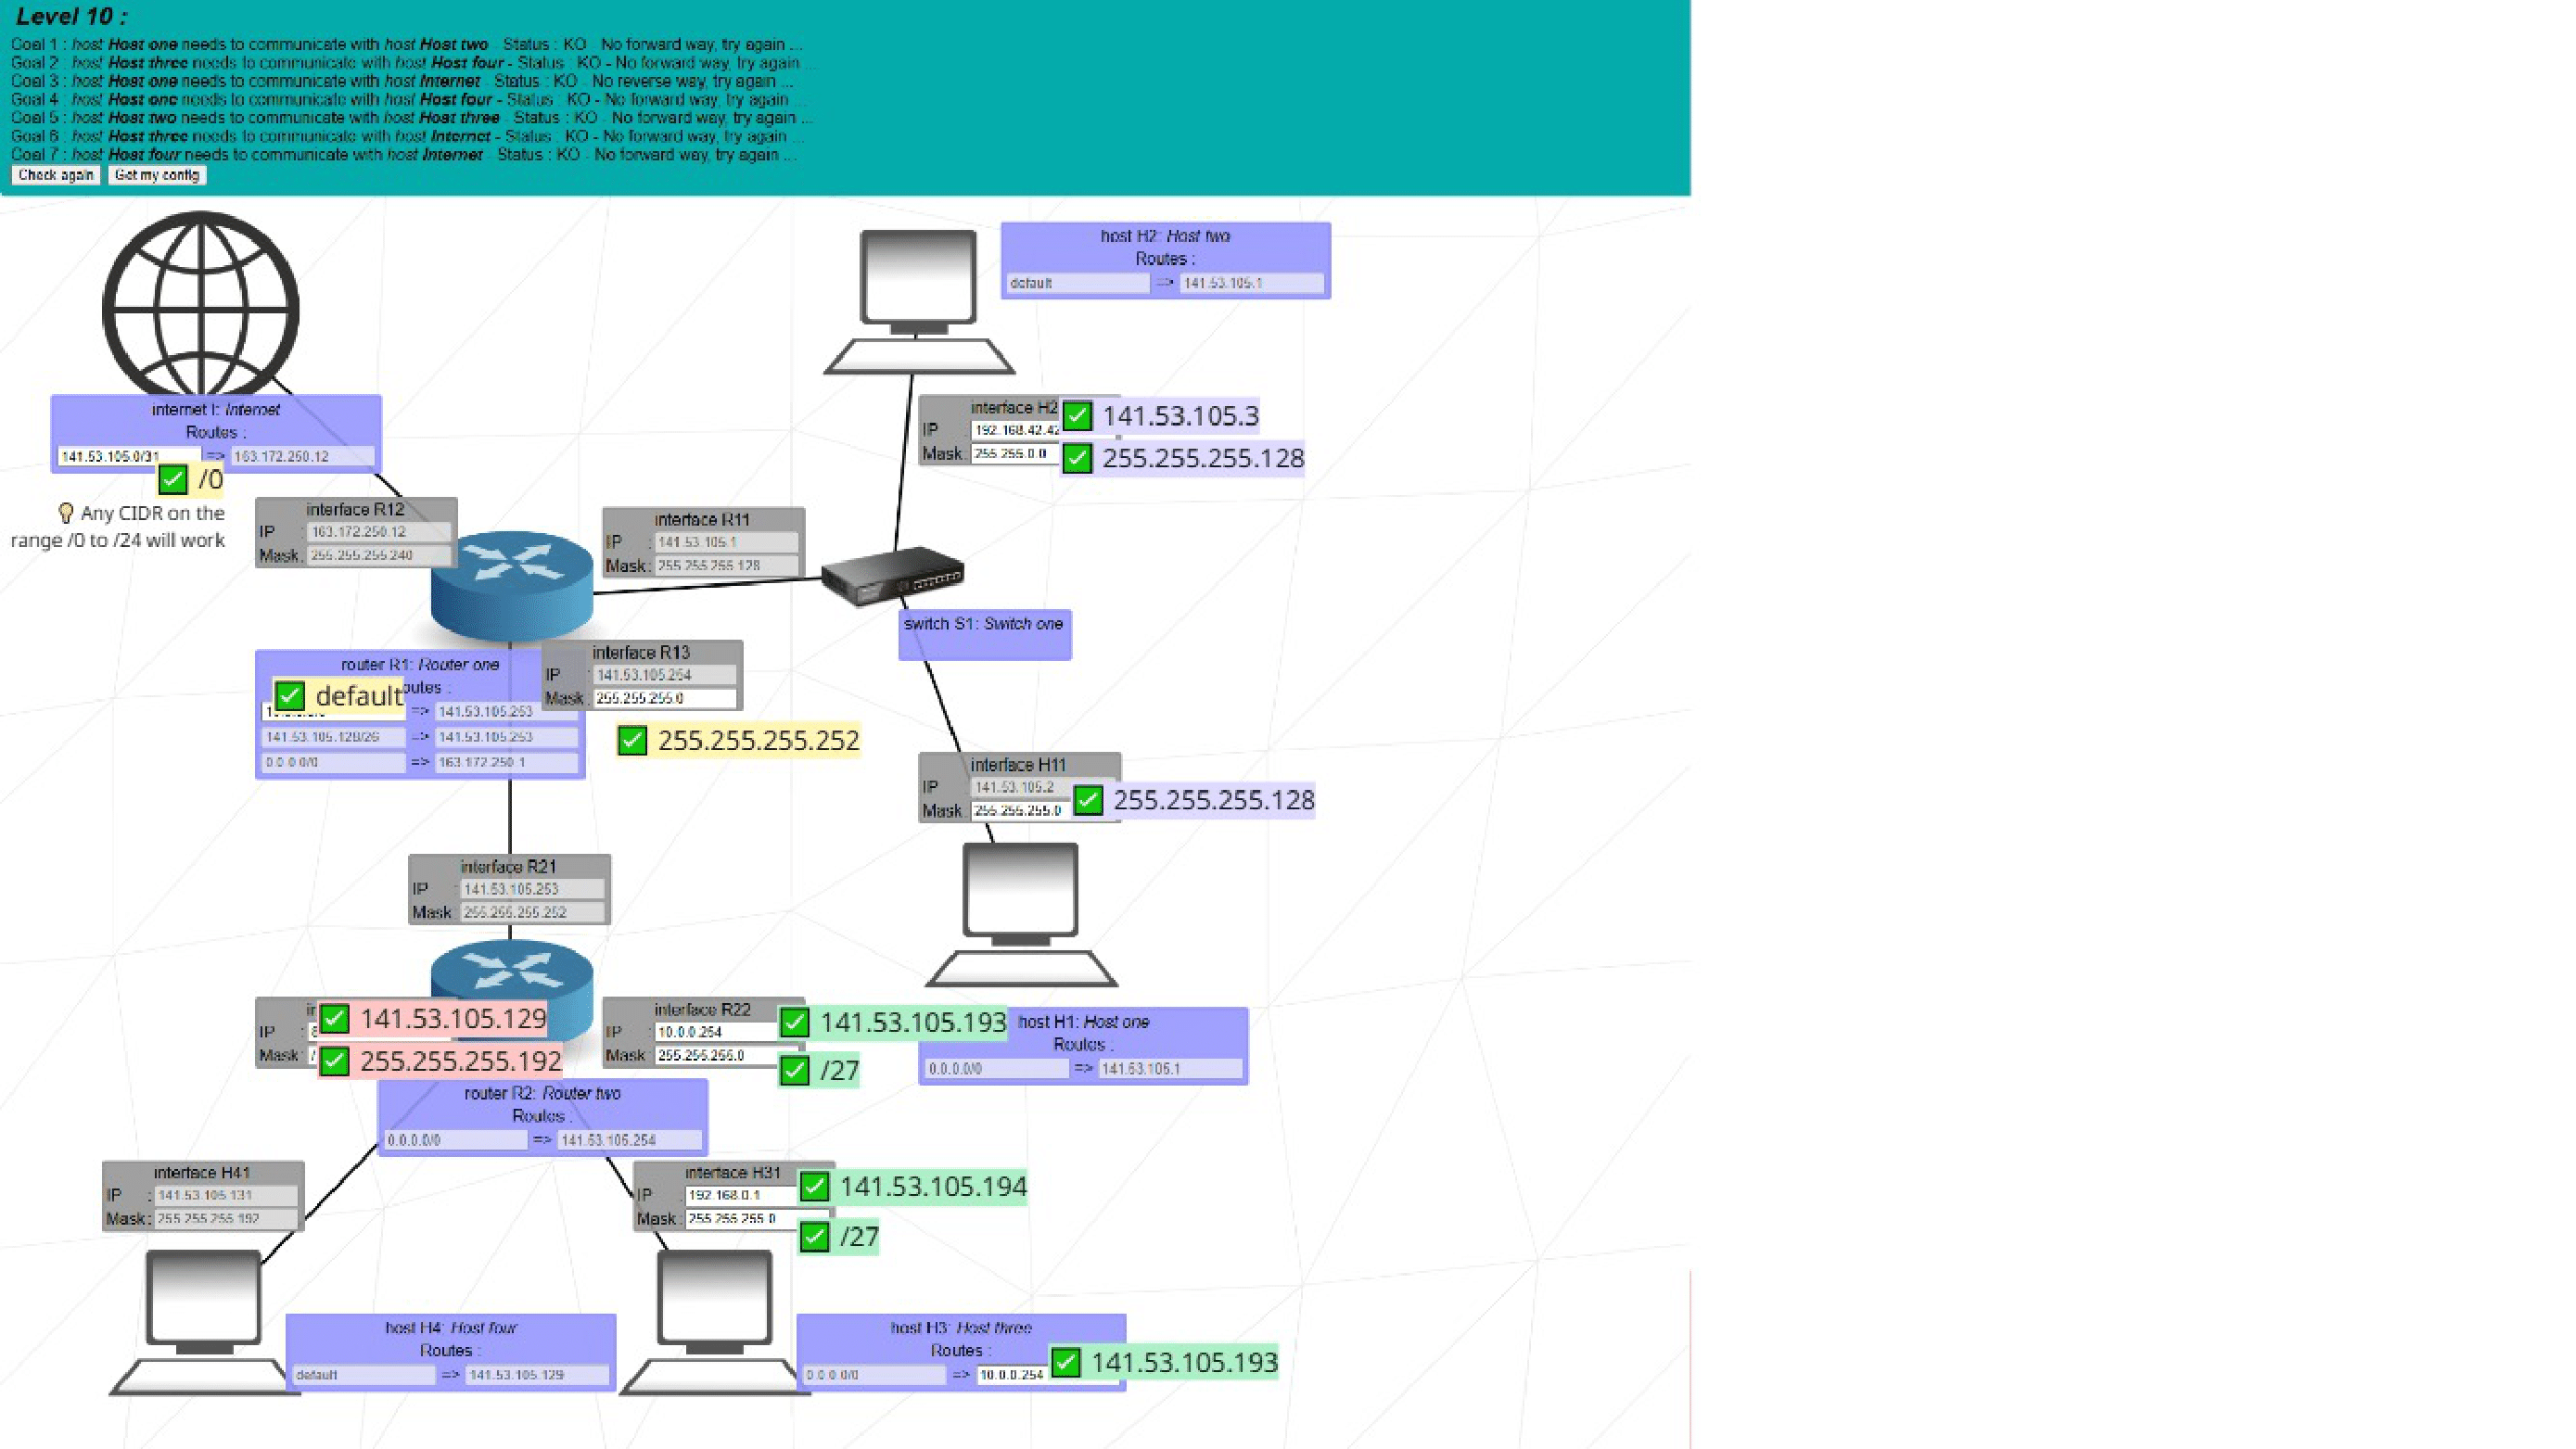 Level 10 :
Goal 1 : host Host one needs to communicate with host Host two - Status : KO - No forward way, try again ...
Goal 2 : host Host three needs to communicate with host Host four - Status : KO - No forward way, try again ...
Goal 3 : host Host one needs to communicate with host Internet - Status : KO - No reverse way, try again ...
Goal 4 : host Host one needs to communicate with host Host four - Status : KO - No forward way, try again ...
Goal 5 : host Host two needs to communicate with host Host three - Status : KO - No forward way, try again ...
Goal 6 : host Host three needs to communicate with host Internet - Status : KO - No forward way, try again ...
Goal 7 : host Host four needs to communicate with host Internet - Status : KO - No forward way, try again ...
Check again Get my config
host H2: Host two
Routes :
default => 141.53.105.1
internet I: Internet
Routes :
141.53.105.0/31 => 163.172.250.12
/0
Any CIDR on the
range /0 to /24 will work
interface H2
IP : 192.168.42.42
Mask: 255.255.0.0
141.53.105.3
255.255.255.128
interface R12
IP : 163.172.250.12
Mask: 255.255.255.240
interface R11
IP : 141.53.105.1
Mask: 255.255.255.128
switch S1: Switch one
router R1: Router one
default
=> 141.53.105.253
141.53.105.128/26 => 141.53.105.253
0.0.0.0/0 => 163.172.250.1
interface R13
IP : 141.53.105.254
Mask: 255.255.255.0
255.255.255.252
interface H11
IP : 141.53.105.2
Mask: 255.255.255.0
255.255.255.128
interface R21
IP : 141.53.105.253
Mask: 255.255.255.252
IP :
Mask:
141.53.105.129
255.255.255.192
interface R22
IP : 10.0.0.254
Mask: 255.255.255.0
141.53.105.193
/27
host H1: Host one
Routes :
0.0.0.0/0 => 141.53.105.1
router R2: Router two
Routes :
0.0.0.0/0 => 141.53.105.254
interface H41
IP : 141.53.105.131
Mask: 255.255.255.192
interface H31
IP : 192.168.0.1
Mask: 255.255.255.0
141.53.105.194
/27
host H4: Host four
Routes :
default => 141.53.105.129
host H3: Host three
Routes :
0.0.0.0/0 => 10.0.0.254
141.53.105.193